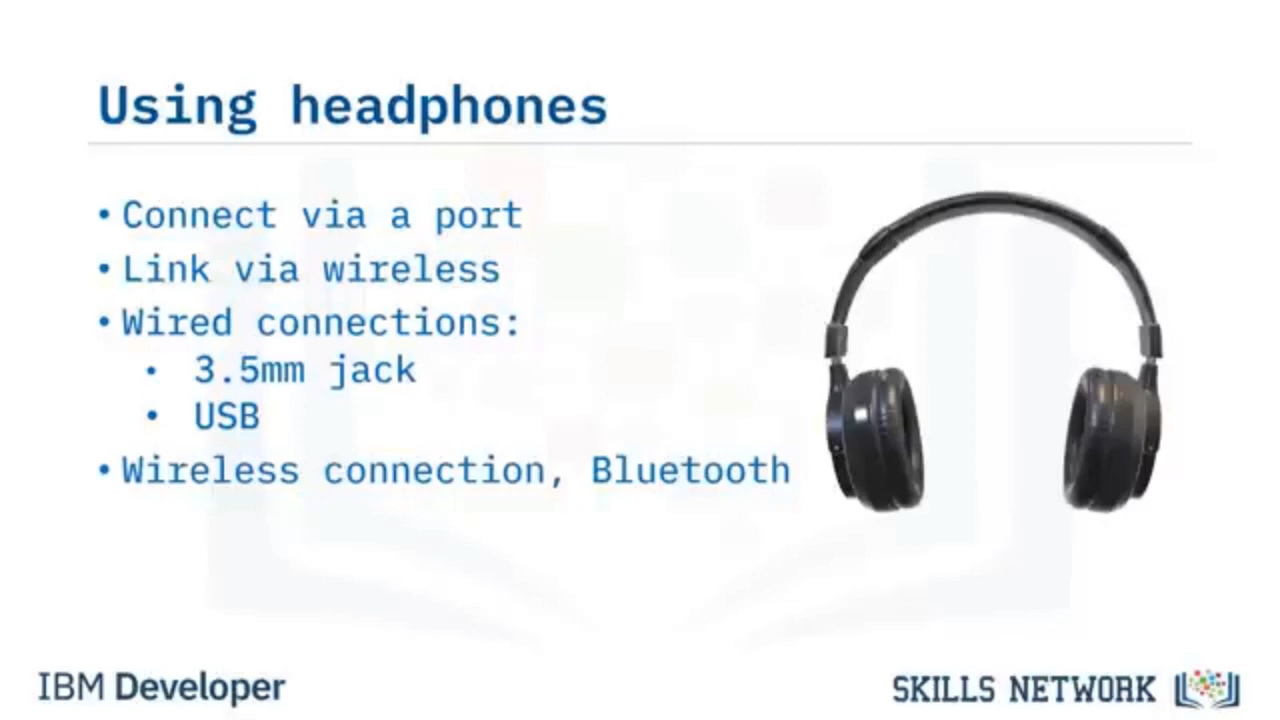 Using headphones
• Connect via a port
• Link via wireless
• Wired connections:
• 3.5mm jack
• USB
• Wireless connection, Bluetooth
IBM Developer
SKILLS NETWORK